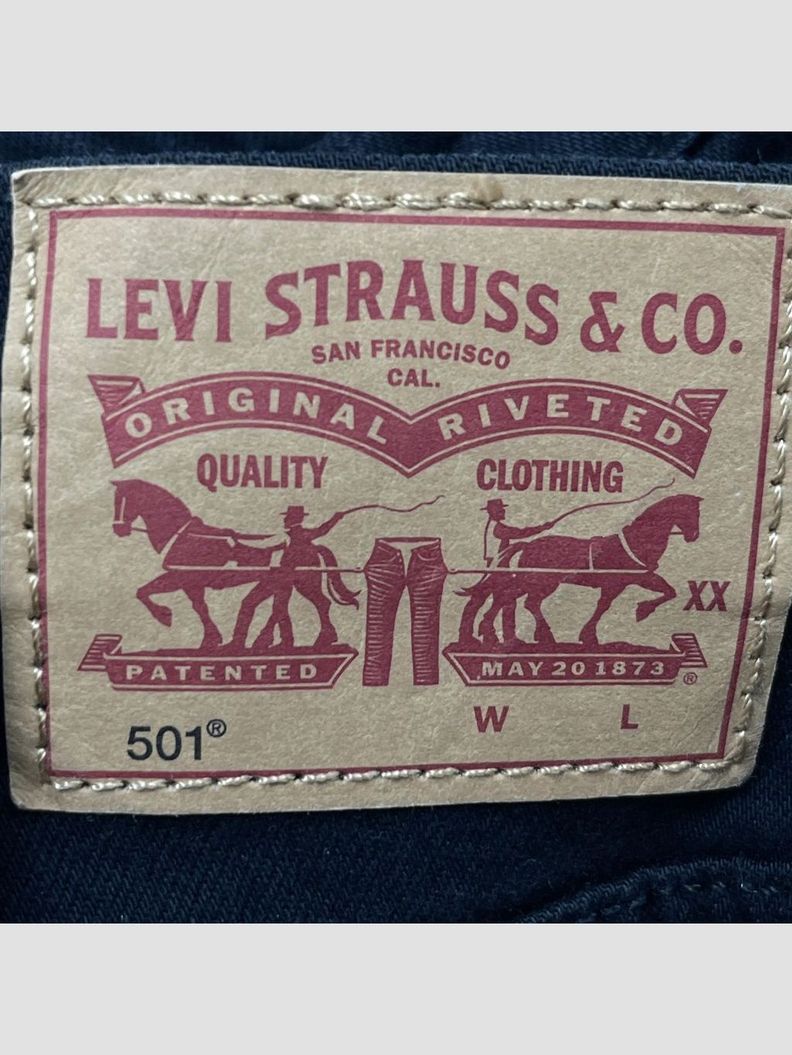 LEVI STRAUSS & CO.
SAN FRANCISCO
CAL.
ORIGINAL RIVETED
QUALITY CLOTHING
XX
PATENTED MAY 20 1873 ®
501® W L